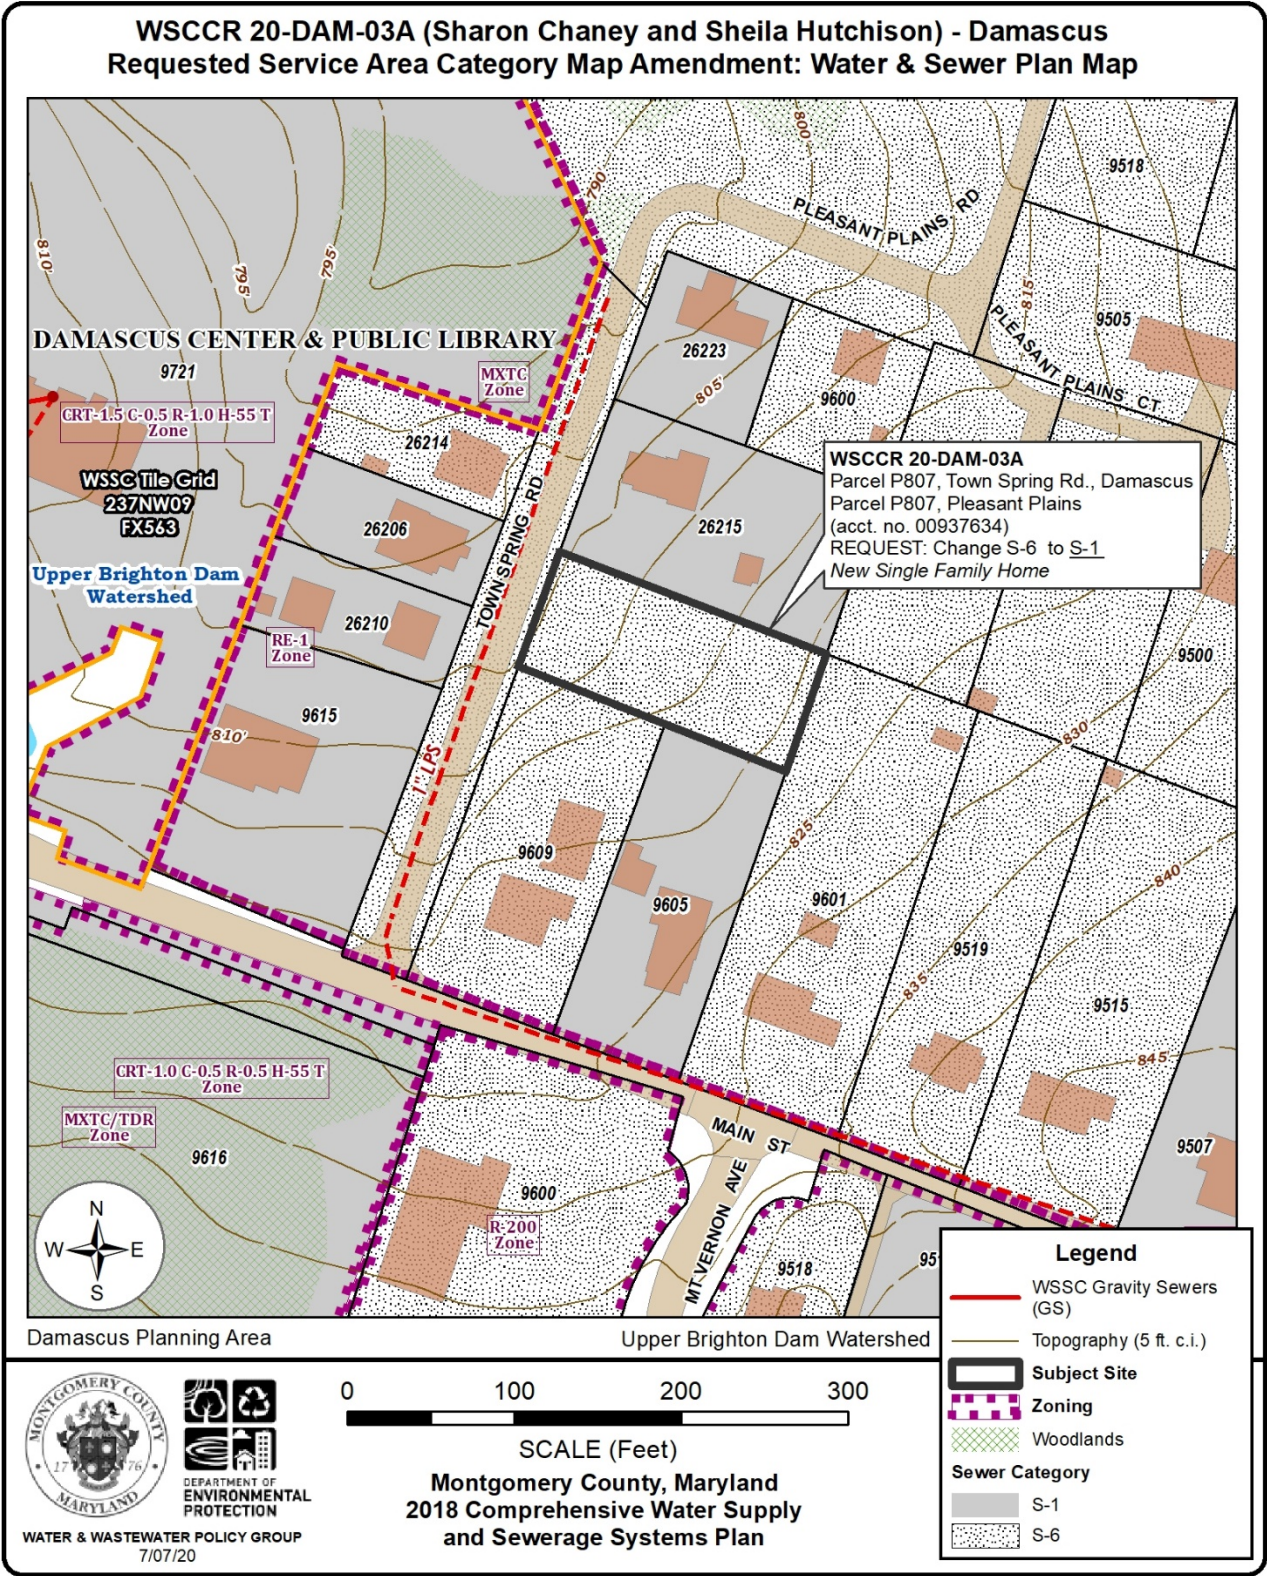 WSCCR 20-DAM-03A (Sharon Chaney and Sheila Hutchison) - Damascus
Requested Service Area Category Map Amendment: Water & Sewer Plan Map
800'
9518
790
PLEASANT PLAINS RD
810'
795'
795'
815
9505
PLEASANT PLAINS CT
DAMASCUS CENTER & PUBLIC LIBRARY
9721
MXTC
Zone
26223
805'
9600
CRT-1.5 C-0.5 R-1.0 H-55 T
Zone
26214
WSSC Tile Grid
237NW09
FX563
26206
TOWN SPRING RD
26215
WSCCR 20-DAM-03A
Parcel P807, Town Spring Rd., Damascus
Parcel P807, Pleasant Plains
(acct. no. 00937634)
REQUEST: Change S-6 to S-1
New Single Family Home
Upper Brighton Dam
Watershed
26210
RE-1
Zone
9500
9615
810'
830
1" LPS
825
9609
840
9605
9601
9519
835
9515
845
CRT-1.0 C-0.5 R-0.5 H-55 T
Zone
MXTC/TDR
Zone
9616
MAIN ST
9507
9600
R-200
Zone
MT VERNON AVE
9518
95
N
W
E
S
Damascus Planning Area
Upper Brighton Dam Watershed
Legend
WSSC Gravity Sewers
(GS)
Topography (5 ft. c.i.)
Subject Site
Zoning
Woodlands
Sewer Category
S-1
S-6
MONTGOMERY COUNTY
17 76
MARYLAND
DEPARTMENT OF
ENVIRONMENTAL
PROTECTION
WATER & WASTEWATER POLICY GROUP
7/07/20
0 100 200 300
SCALE (Feet)
Montgomery County, Maryland
2018 Comprehensive Water Supply
and Sewerage Systems Plan